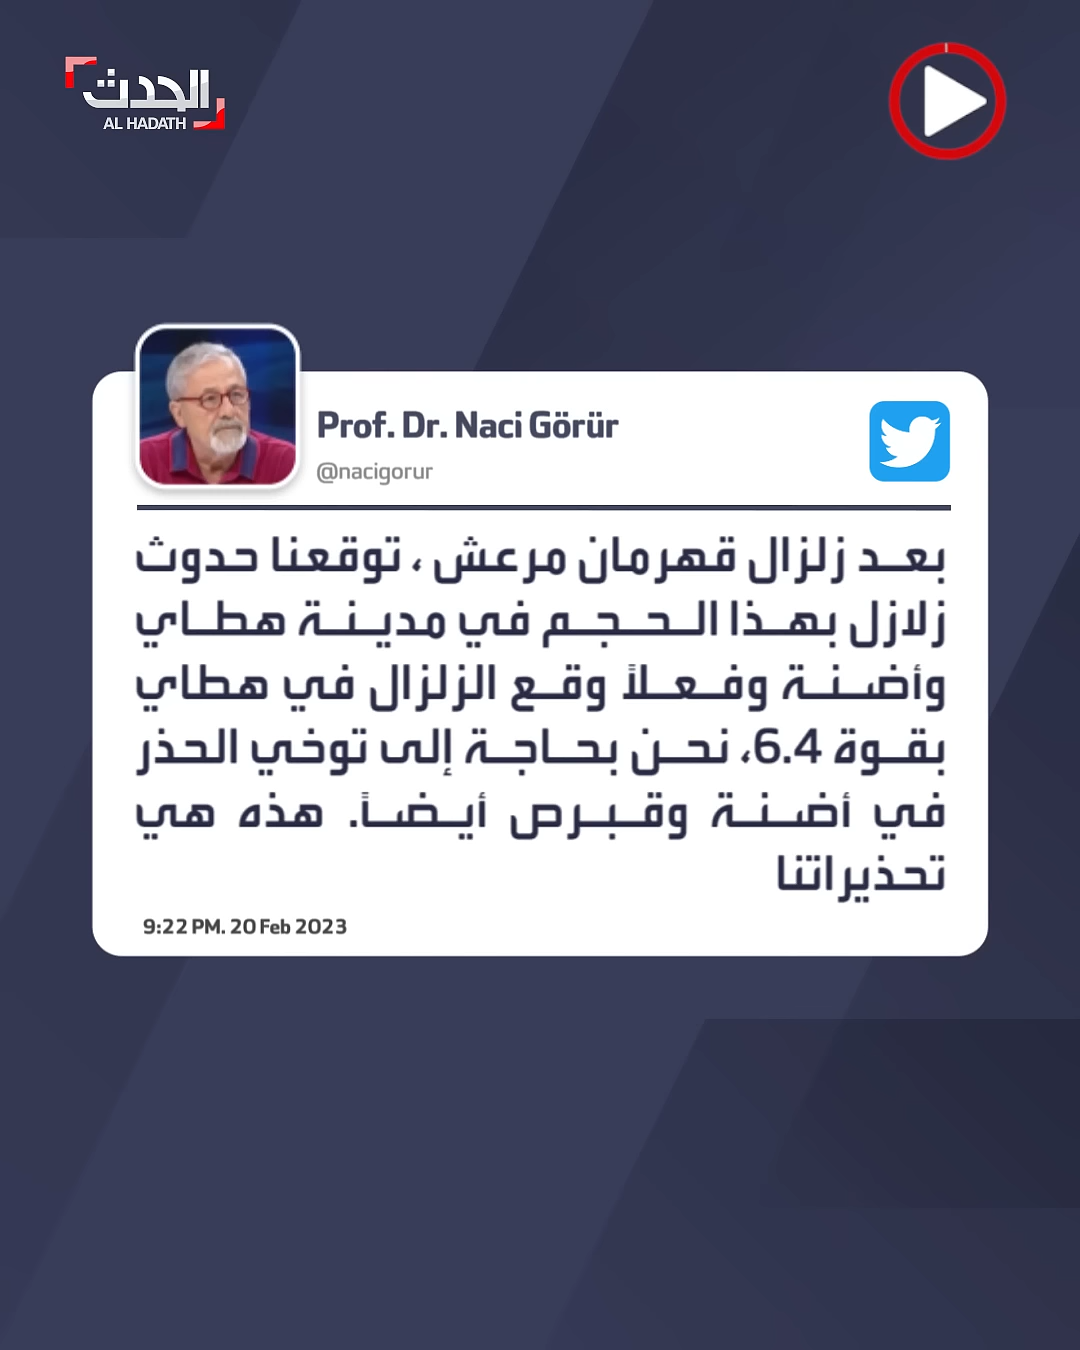 الحدث
AL HADATH
Prof. Dr. Naci Görür
@nacigorur
بعد زلزال قهرمان مرعش ، توقعنا حدوث
زلازل بهذا الحجم في مدينة هطاي
وأضنة وفعلاً وقع الزلزال في هطاي
بقوة 6.4، نحن بحاجة إلى توخي الحذر
في أضنة وقبرص أيضاً. هذه هي
تحذيراتنا
9:22 PM. 20 Feb 2023